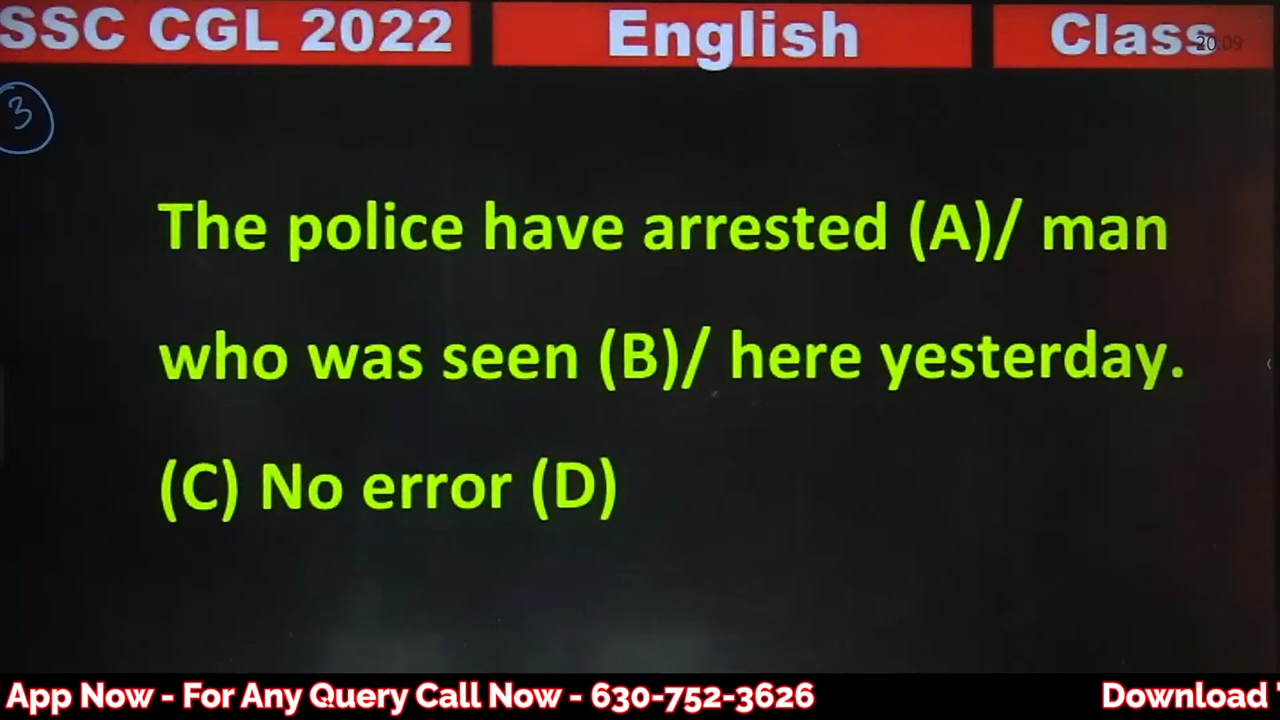 SSC CGL 2022 English Class
20:09
3
The police have arrested (A)/ man
who was seen (B)/ here yesterday.
(C) No error (D)
App Now - For Any Query Call Now - 630-752-3626 Download